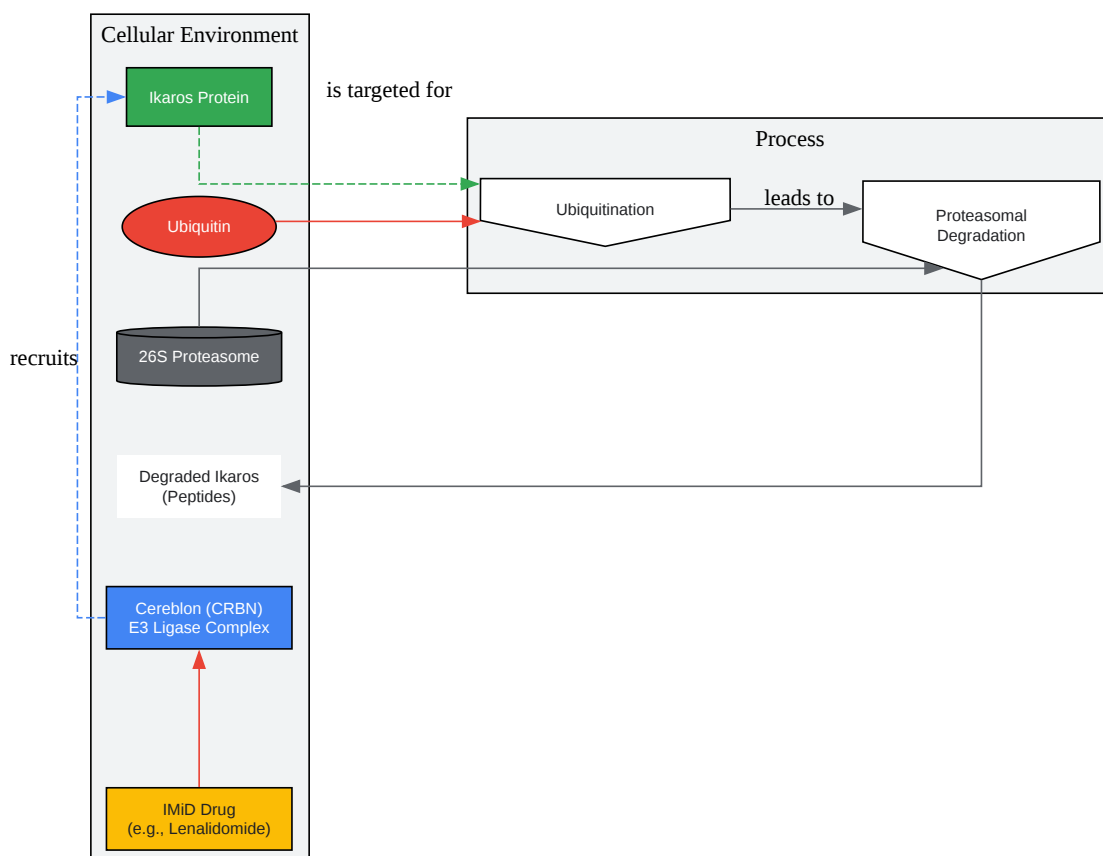 Cellular Environment
Ikaros Protein
is targeted for
Process
Ubiquitination
leads to
Proteasomal
Degradation
Ubiquitin
recruits
26S Proteasome
Degraded Ikaros
(Peptides)
Cereblon (CRBN)
E3 Ligase Complex
IMiD Drug
(e.g., Lenalidomide)